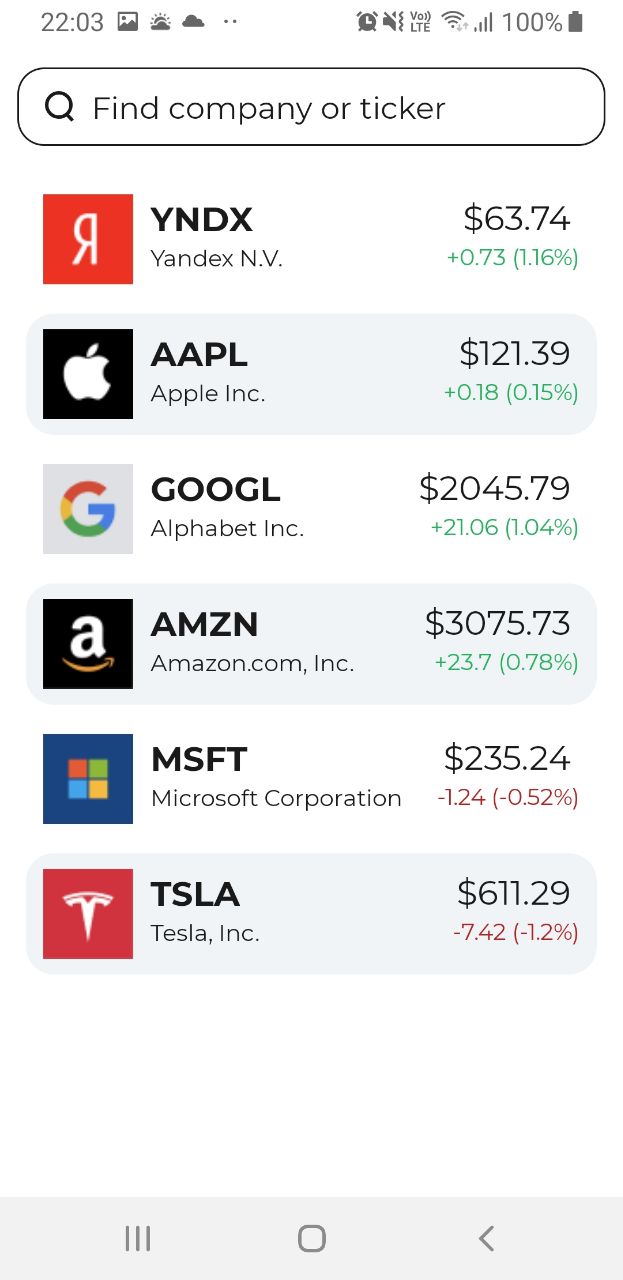 22:03 Vo)) LTE 100%
Find company or ticker
Я YNDX $63.74
Yandex N.V. +0.73 (1.16%)
AAPL $121.39
Apple Inc. +0.18 (0.15%)
G GOOGL $2045.79
Alphabet Inc. +21.06 (1.04%)
a AMZN $3075.73
Amazon.com, Inc. +23.7 (0.78%)
MSFT $235.24
Microsoft Corporation -1.24 (-0.52%)
TSLA $611.29
Tesla, Inc. -7.42 (-1.2%)